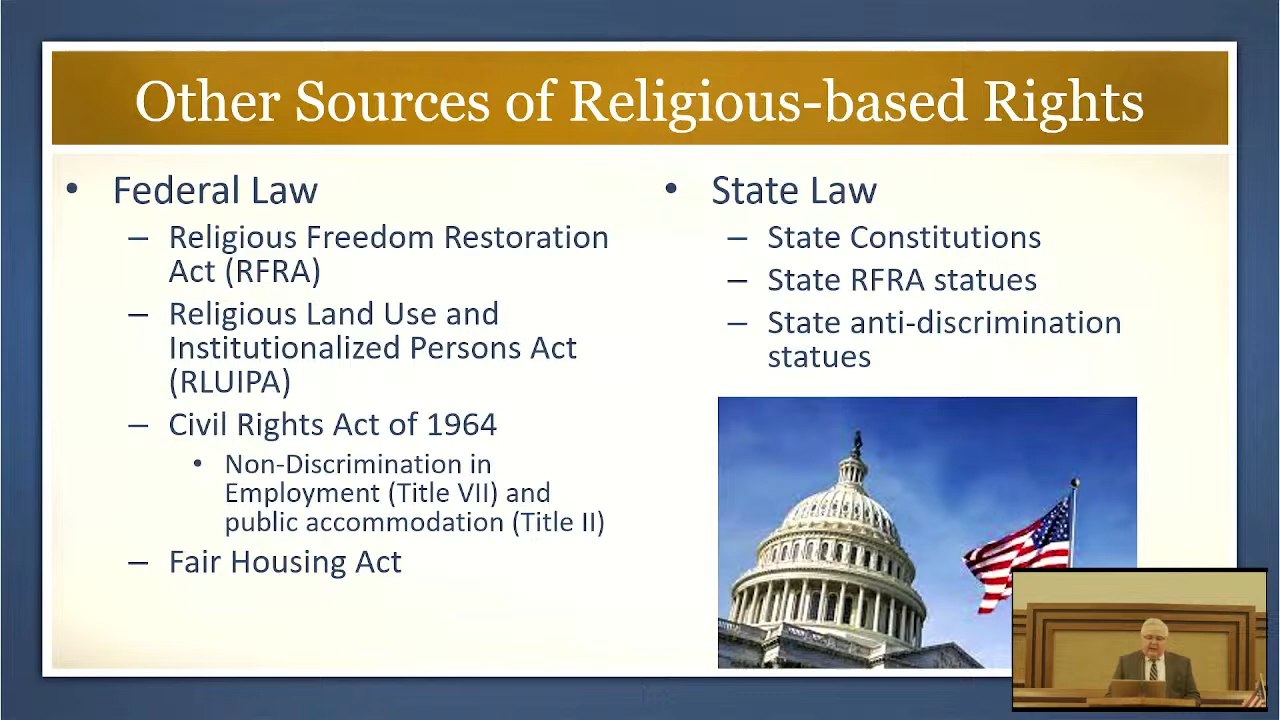 Other Sources of Religious-based Rights
• Federal Law
– Religious Freedom Restoration
Act (RFRA)
– Religious Land Use and
Institutionalized Persons Act
(RLUIPA)
– Civil Rights Act of 1964
• Non-Discrimination in
Employment (Title VII) and
public accommodation (Title II)
– Fair Housing Act
• State Law
– State Constitutions
– State RFRA statues
– State anti-discrimination
statues